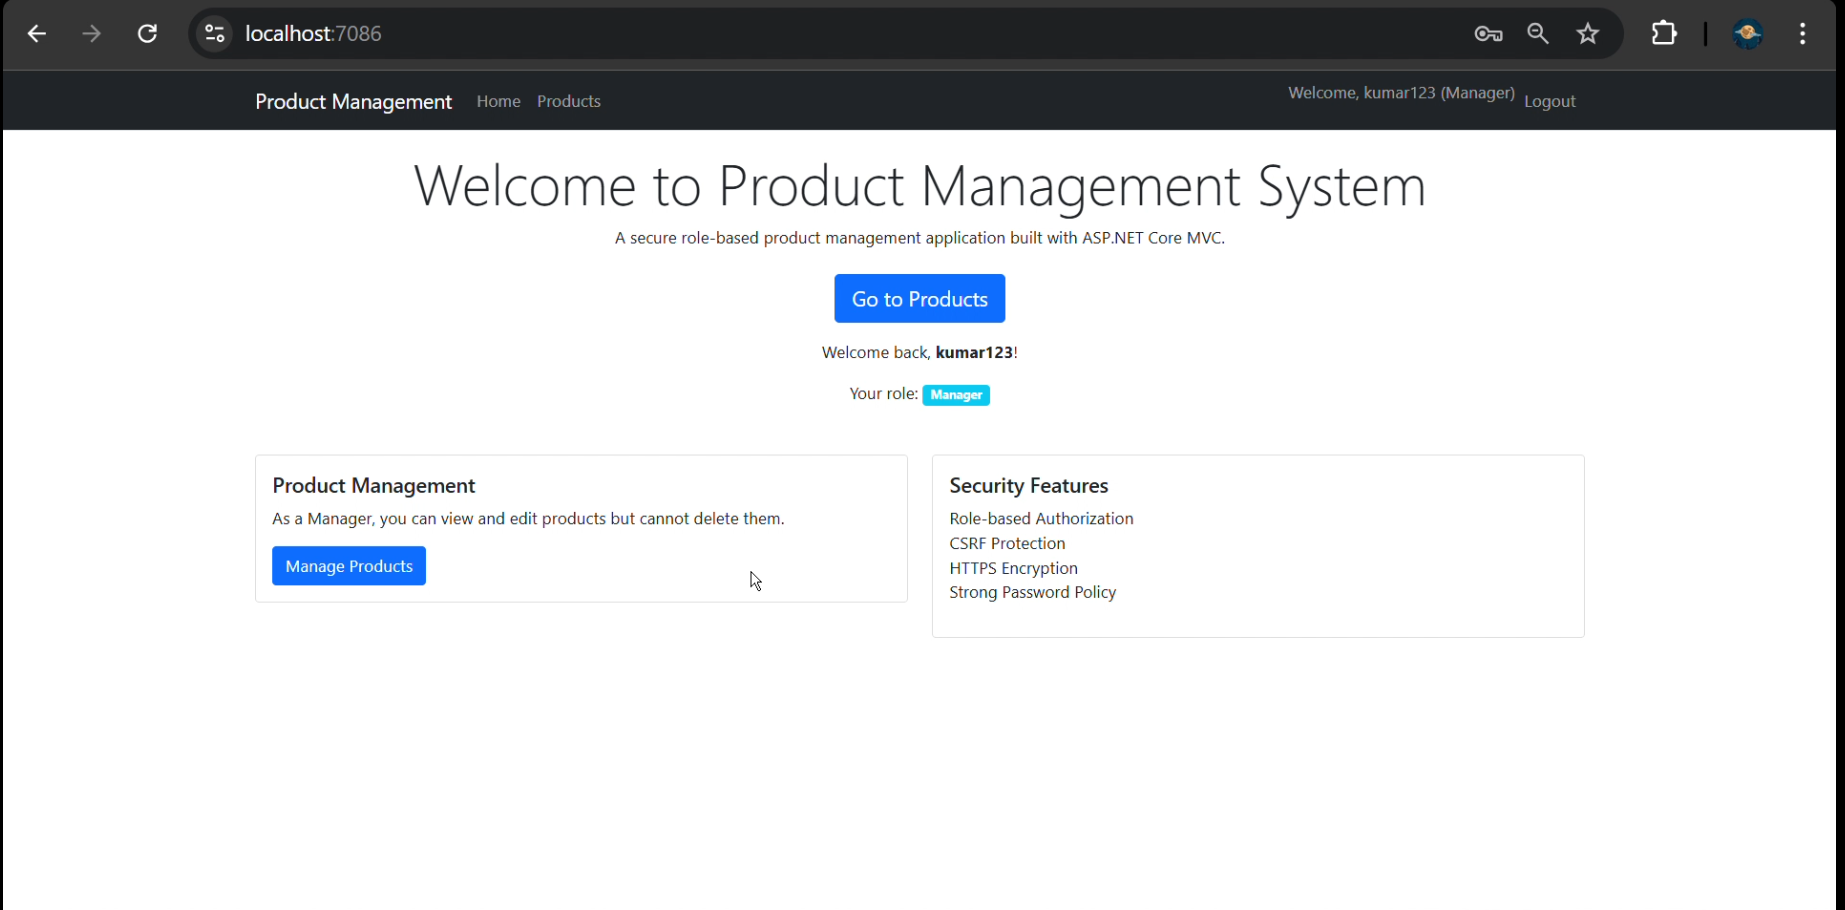 localhost:7086
Product Management Home Products Welcome, kumar123 (Manager) Logout
Welcome to Product Management System
A secure role-based product management application built with ASP.NET Core MVC.
Go to Products
Welcome back, kumar123!
Your role: Manager
Product Management
As a Manager, you can view and edit products but cannot delete them.
Manage Products
Security Features
Role-based Authorization
CSRF Protection
HTTPS Encryption
Strong Password Policy